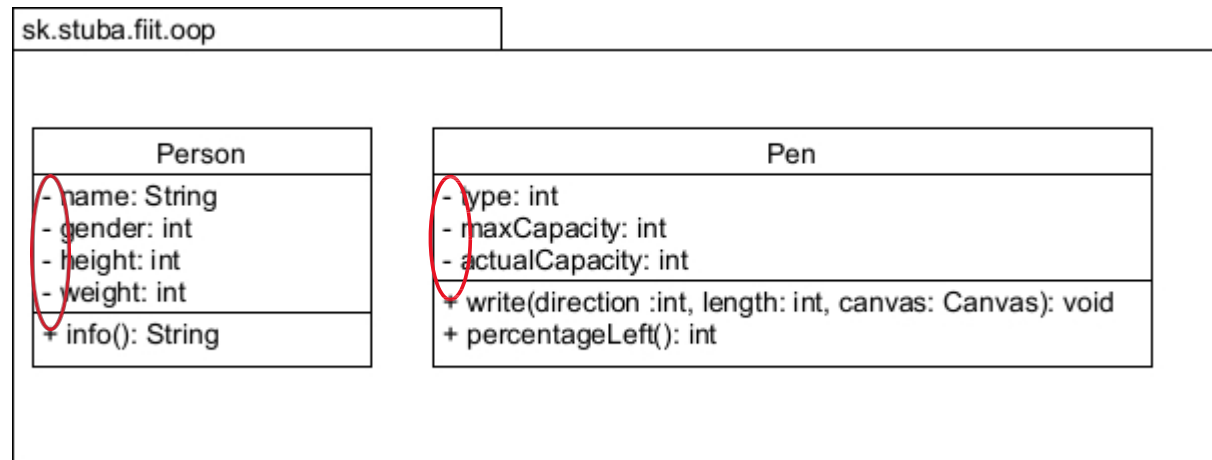 sk.stuba.fiit.oop
Person
- name: String
- gender: int
- height: int
- weight: int
+ info(): String
Pen
- type: int
- maxCapacity: int
- actualCapacity: int
+ write(direction :int, length: int, canvas: Canvas): void
+ percentageLeft(): int